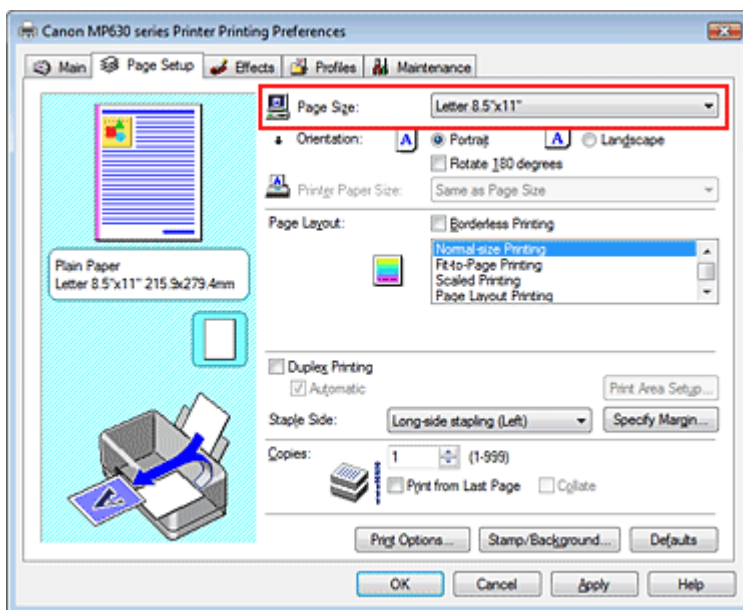 Canon MP630 series Printer Printing Preferences
Main Page Setup Effects Profiles Maintenance
Page Size: Letter 8.5"x11"
Orientation: A Portrait A Landscape
Rotate 180 degrees
Printer Paper Size: Same as Page Size
Page Layout: Borderless Printing
Normal-size Printing
Fit-to-Page Printing
Scaled Printing
Page Layout Printing
Plain Paper
Letter 8.5"x11" 215.9x279.4mm
Duplex Printing
Automatic Print Area Setup...
Staple Side: Long-side stapling (Left) Specify Margin...
Copies: 1 (1-999)
Print from Last Page Collate
Print Options... Stamp/Background... Defaults
OK Cancel Apply Help